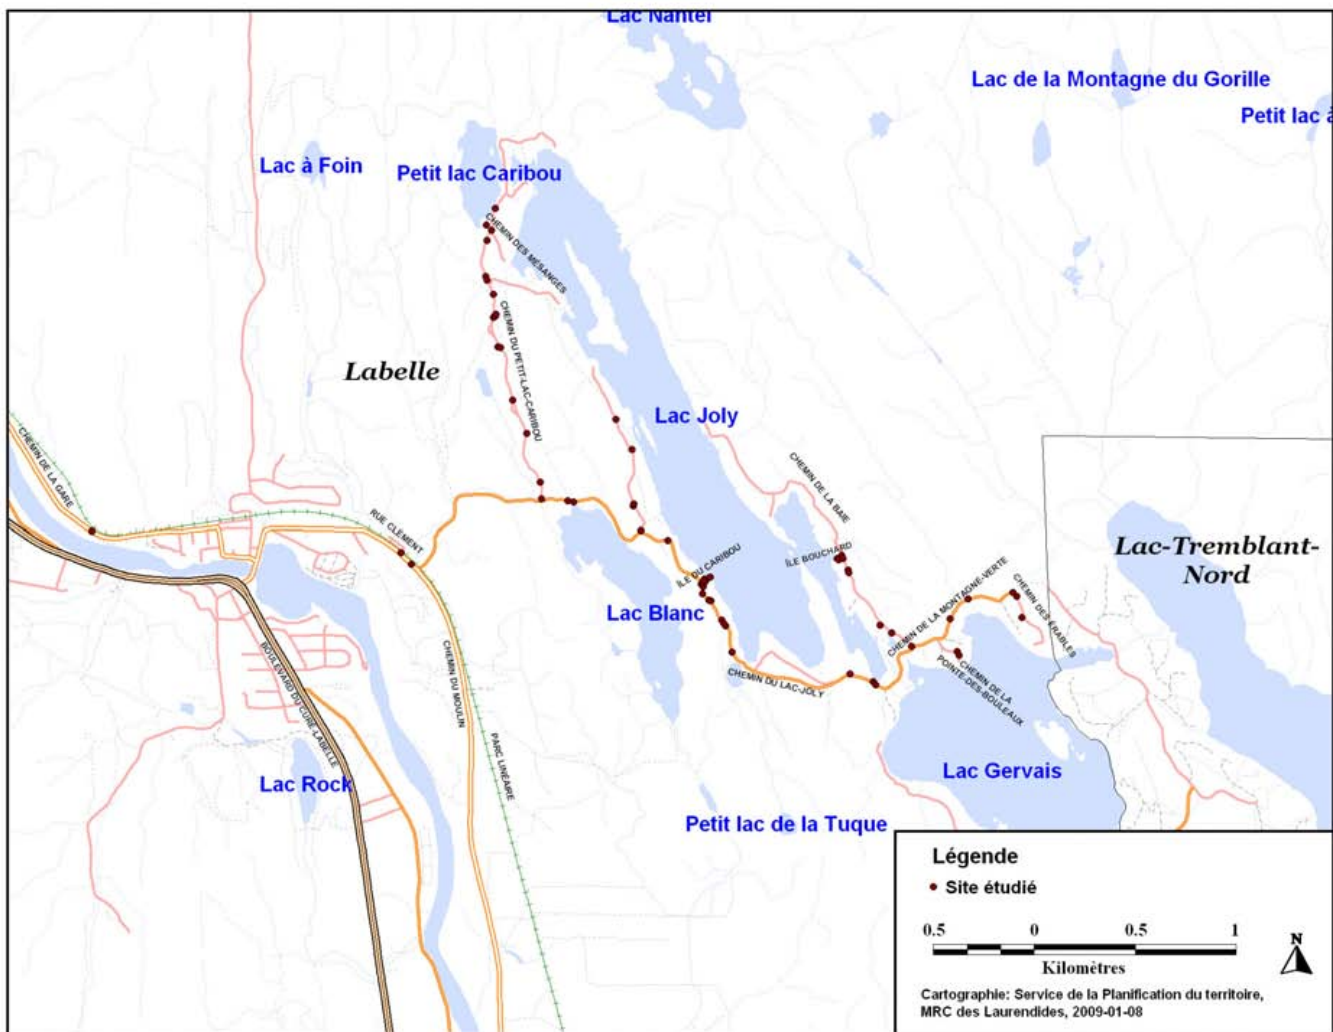 Lac Nantel
Lac de la Montagne du Gorille
Petit lac à
Lac à Foin
Petit lac Caribou
CHEMIN DES MÉSANGES
CHEMIN DU PETIT-LAC-CARIBOU
Labelle
Lac Joly
CHEMIN DE LA GARE
CHEMIN DE LA BAIE
RUE CLÉMENT
ÎLE DU CARIBOU
ÎLE BOUCHARD
Lac-Tremblant-
Nord
CHEMIN DE LA MONTAGNE-VERTE
CHEMIN DES ÉRABLES
Lac Blanc
CHEMIN DU LAC-JOLY
CHEMIN DE LA
POINTE-DES-BOULEAUX
BOULEVARD DU CURÉ-LABELLE
CHEMIN DU MOULIN
PARC LINÉAIRE
Lac Rock
Lac Gervais
Petit lac de la Tuque
Légende
Site étudié
0.5 0 0.5 1
Kilomètres
N
Cartographie: Service de la Planification du territoire,
MRC des Laurendides, 2009-01-08